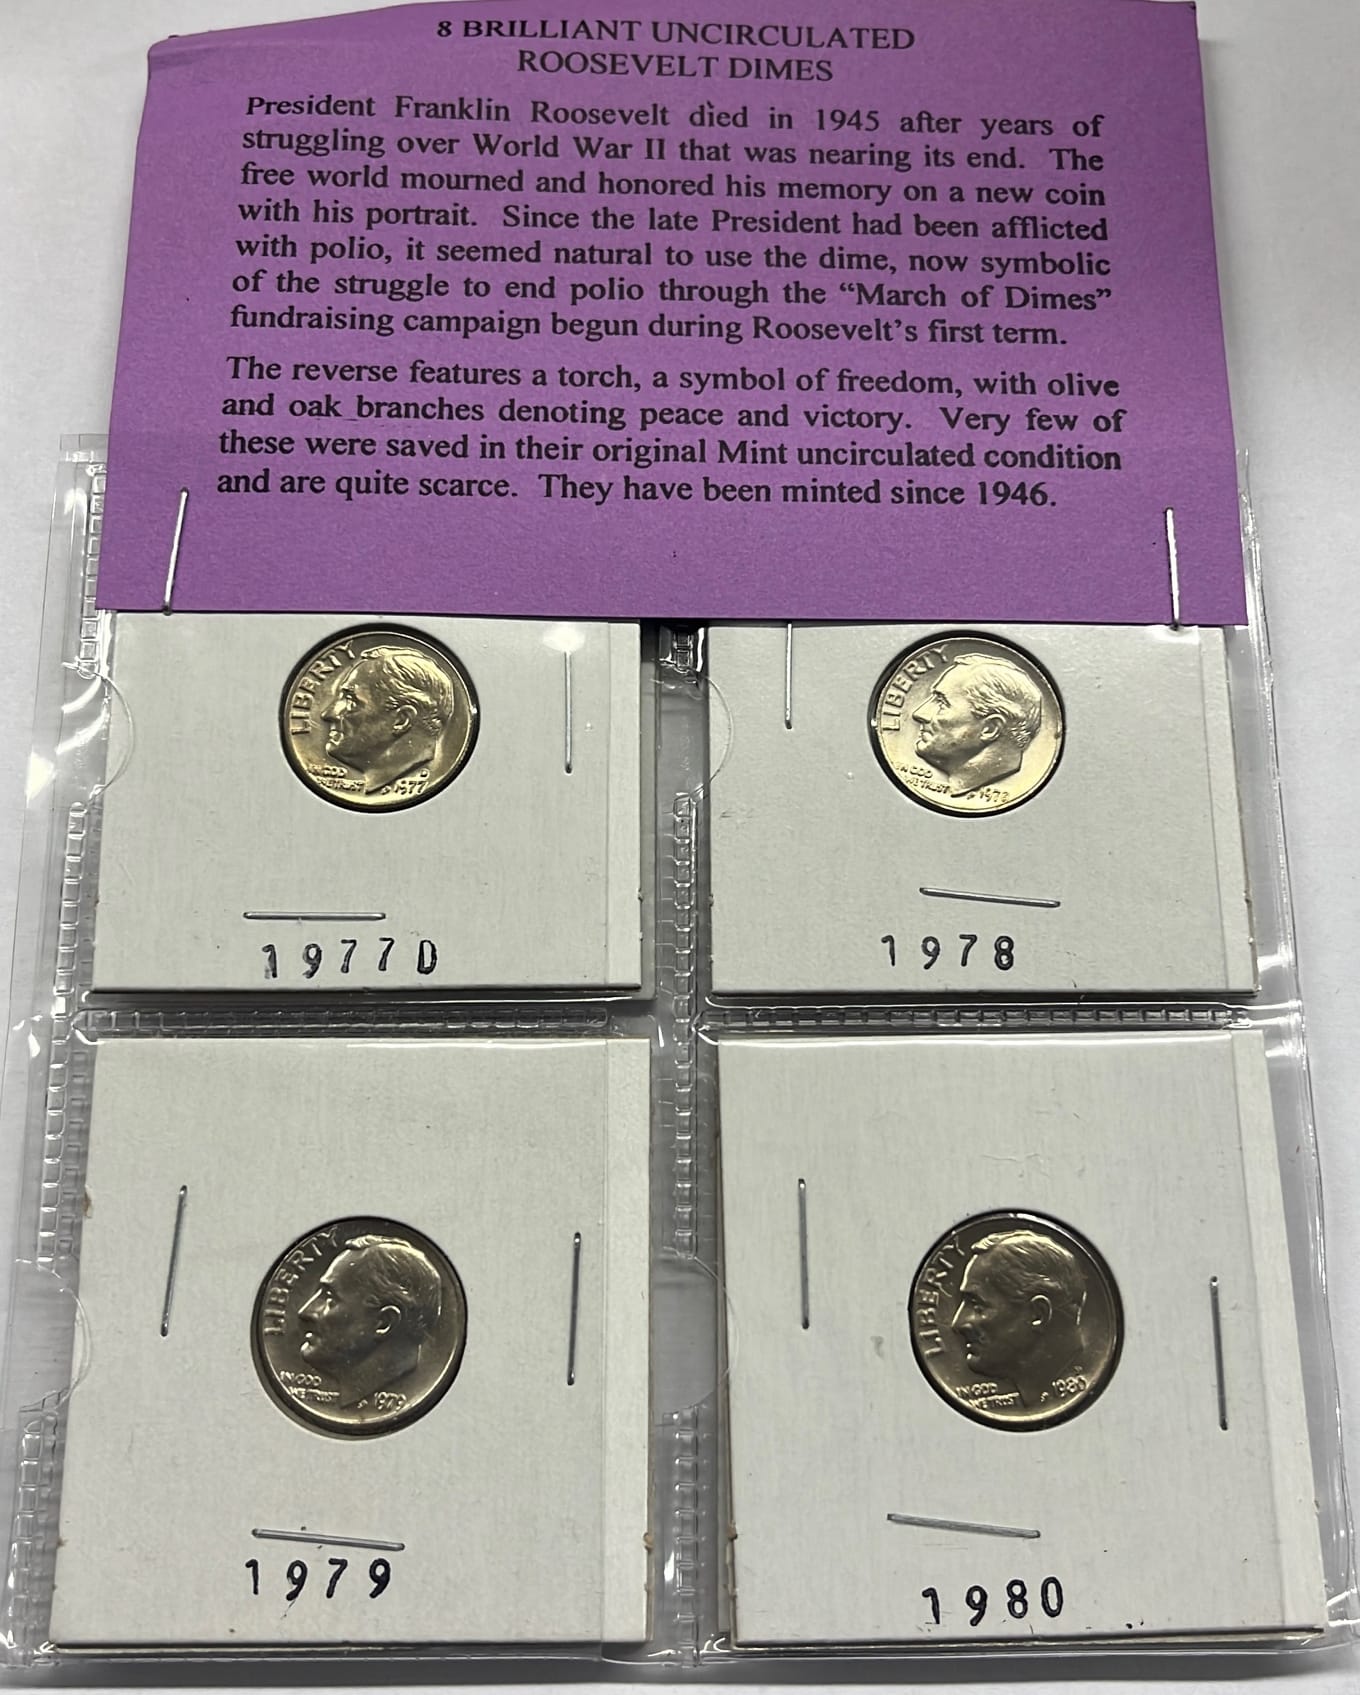 8 BRILLIANT UNCIRCULATED
ROOSEVELT DIMES
President Franklin Roosevelt died in 1945 after years of
struggling over World War II that was nearing its end. The
free world mourned and honored his memory on a new coin
with his portrait. Since the late President had been afflicted
with polio, it seemed natural to use the dime, now symbolic
of the struggle to end polio through the “March of Dimes”
fundraising campaign begun during Roosevelt’s first term.
The reverse features a torch, a symbol of freedom, with olive
and oak branches denoting peace and victory. Very few of
these were saved in their original Mint uncirculated condition
and are quite scarce. They have been minted since 1946.
LIBERTY
IN GOD
WE TRUST
D
1977
1977D
LIBERTY
IN GOD
WE TRUST
1978
1978
LIBERTY
IN GOD
WE TRUST
1979
1979
LIBERTY
IN GOD
WE TRUST
1980
1980